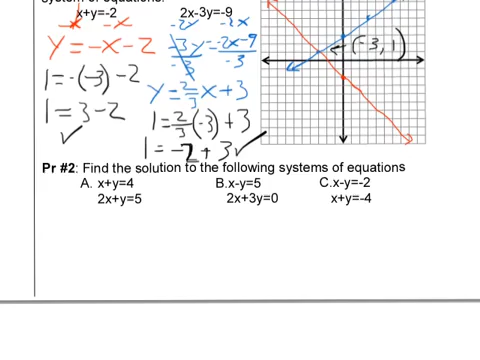 system of equations:
x+y=-2 2x-3y=-9
-x -x -2x -2x
y = -x - 2 -3y = -2x - 9
-3 -3
1 = -(-3) - 2 y = 2/3 x + 3
1 = 3 - 2 1 = 2/3 (-3) + 3
✓ 1 = -2 + 3 ✓
(-3, 1)
Pr #2: Find the solution to the following systems of equations
A. x+y=4 B.x-y=5 C.x-y=-2
2x+y=5 2x+3y=0 x+y=-4